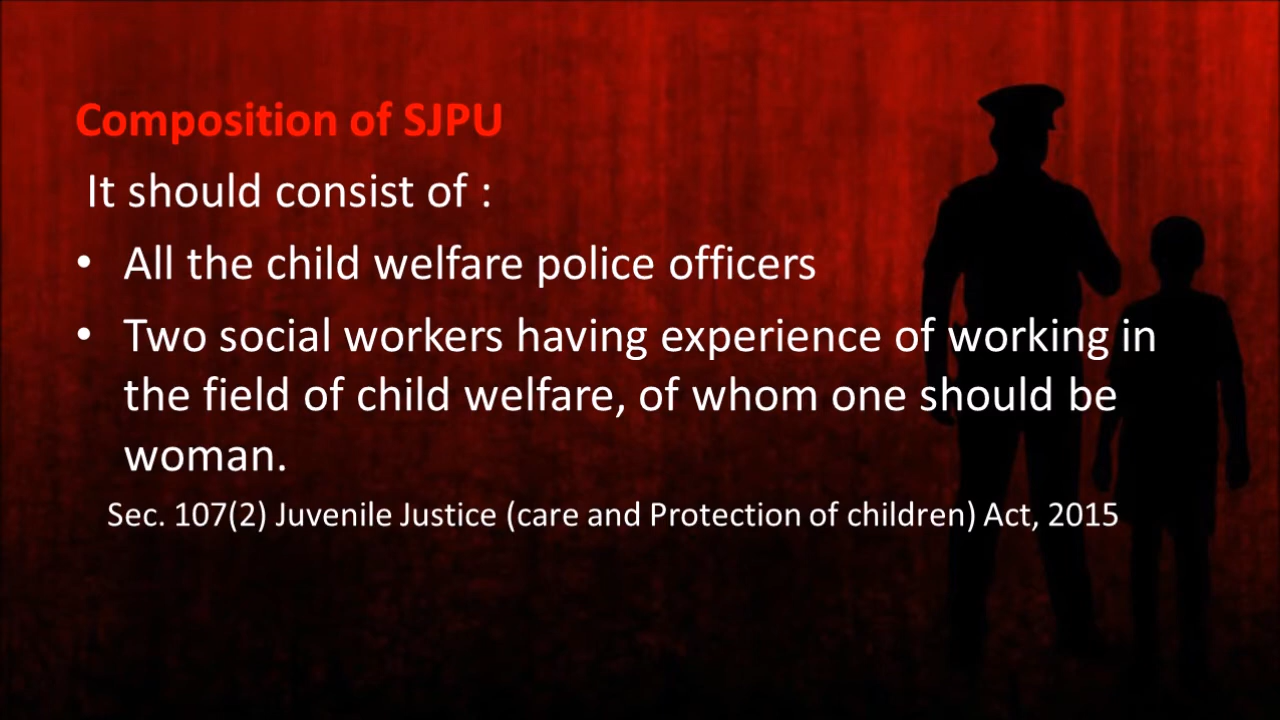 Composition of SJPU
It should consist of :
• All the child welfare police officers
• Two social workers having experience of working in
the field of child welfare, of whom one should be
woman.
Sec. 107(2) Juvenile Justice (care and Protection of children) Act, 2015